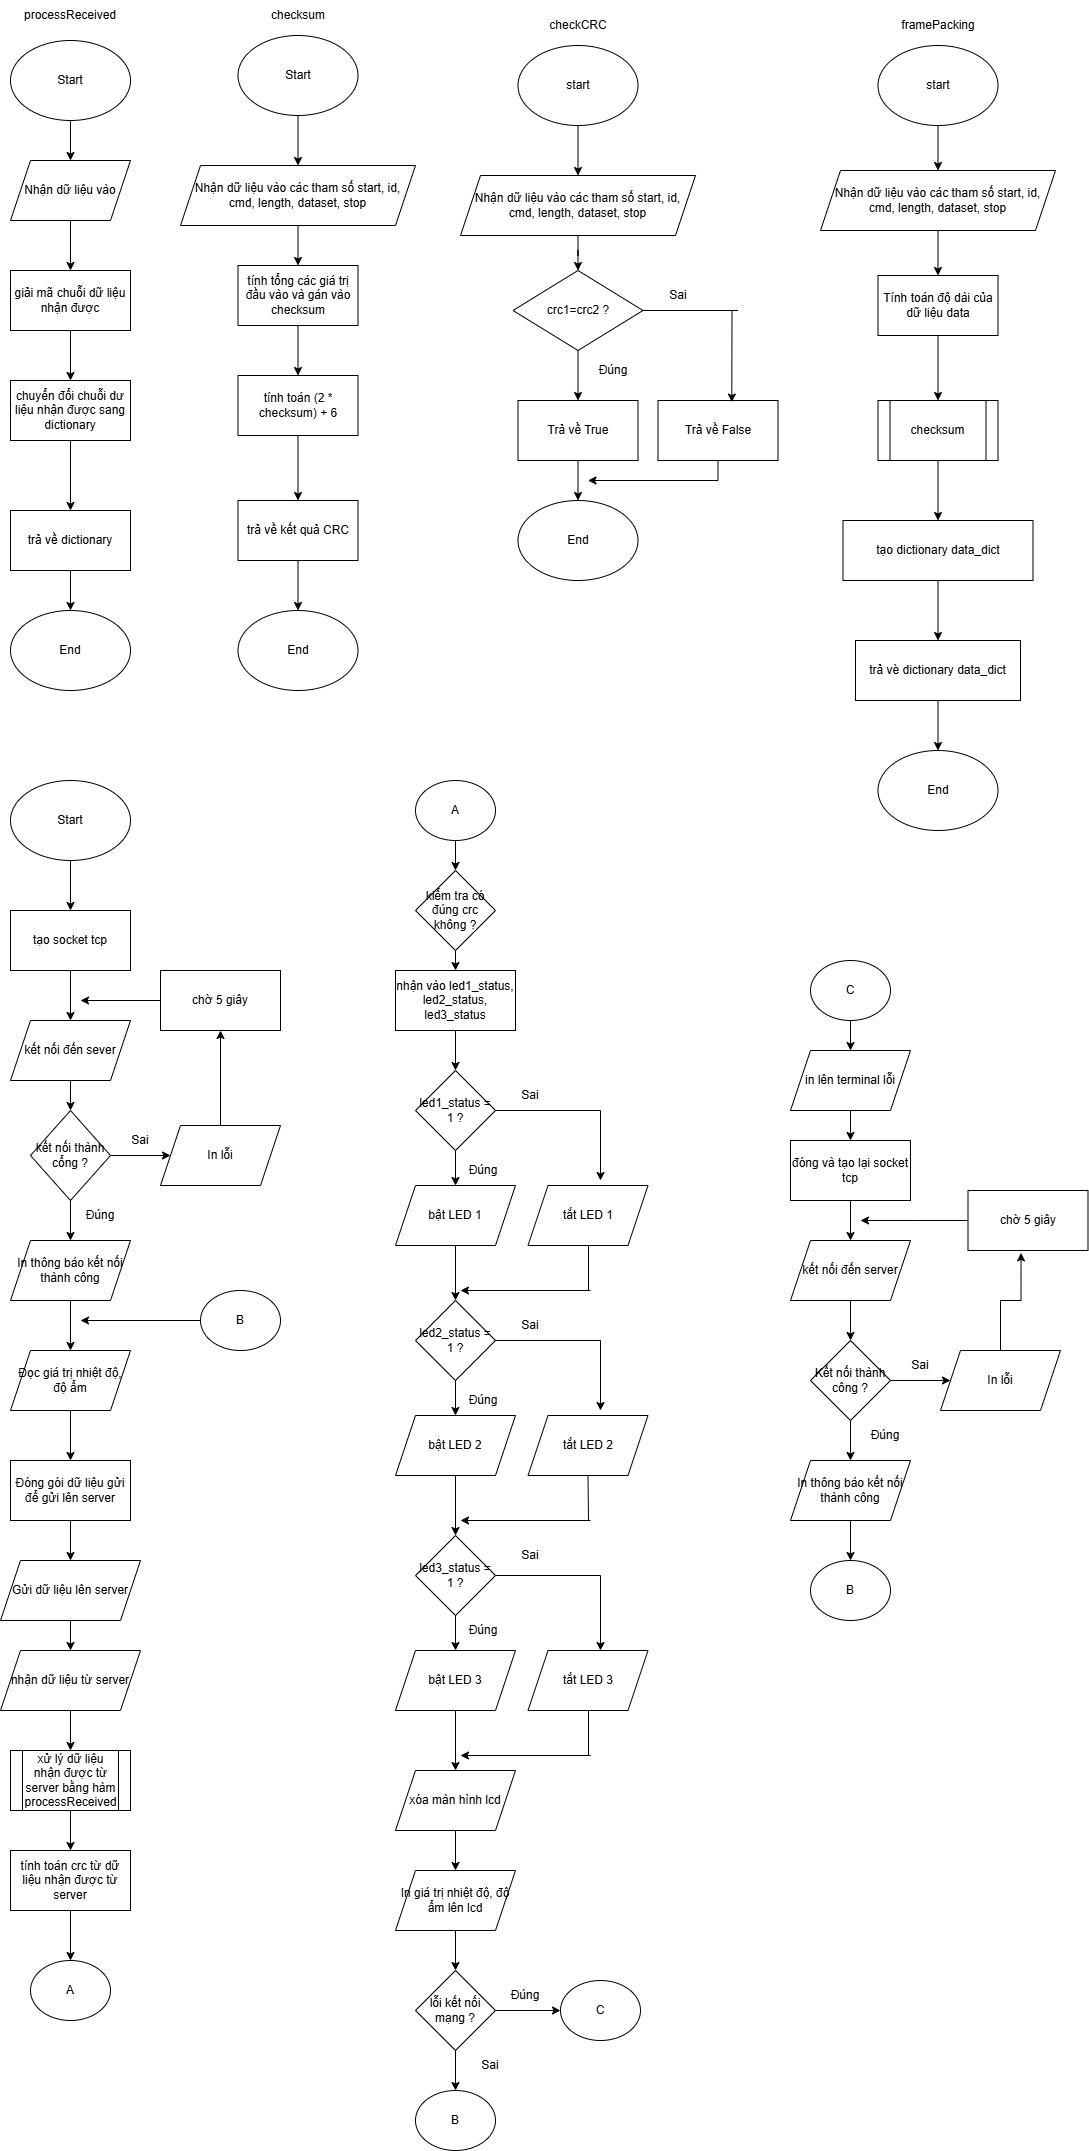 processReceived
Start
Nhận dữ liệu vào
giải mã chuỗi dữ liệu
nhận được
chuyển đổi chuỗi dư
liệu nhận được sang
dictionary
trả về dictionary
End
checksum
Start
Nhận dữ liệu vào các tham số start, id,
cmd, length, dataset, stop
tính tổng các giá trị
đầu vào và gán vào
checksum
tính toán (2 *
checksum) + 6
trả về kết quả CRC
End
checkCRC
start
Nhận dữ liệu vào các tham số start, id,
cmd, length, dataset, stop
crc1=crc2 ?
Sai
Đúng
Trả về True
Trả về False
End
framePacking
start
Nhận dữ liệu vào các tham số start, id,
cmd, length, dataset, stop
Tính toán độ dài của
dữ liệu data
checksum
tạo dictionary data_dict
trả vè dictionary data_dict
End
Start
tạo socket tcp
chờ 5 giây
kết nối đến sever
kết nối thành
công ?
Sai
In lỗi
Đúng
In thông báo kết nối
thành công
B
Đọc giá trị nhiệt độ,
độ ẩm
Đóng gói dữ liệu gửi
để gửi lên server
Gửi dữ liệu lên server
nhận dữ liệu từ server
xử lý dữ liệu
nhận được từ
server bằng hàm
processReceived
tính toán crc từ dữ
liệu nhận được từ
server
A
A
kiểm tra có
đúng crc
không ?
nhận vào led1_status,
led2_status,
led3_status
led1_status =
1 ?
Sai
Đúng
bật LED 1
tắt LED 1
led2_status =
1 ?
Sai
Đúng
bật LED 2
tắt LED 2
led3_status =
1 ?
Sai
Đúng
bật LED 3
tắt LED 3
xóa màn hình lcd
In giá trị nhiệt độ, độ
ẩm lên lcd
lỗi kết nối
mạng ?
Đúng
C
Sai
B
C
in lên terminal lỗi
đóng và tạo lại socket
tcp
chờ 5 giây
kết nối đến server
Kết nối thành
công ?
Sai
In lỗi
Đúng
In thông báo kết nối
thành công
B